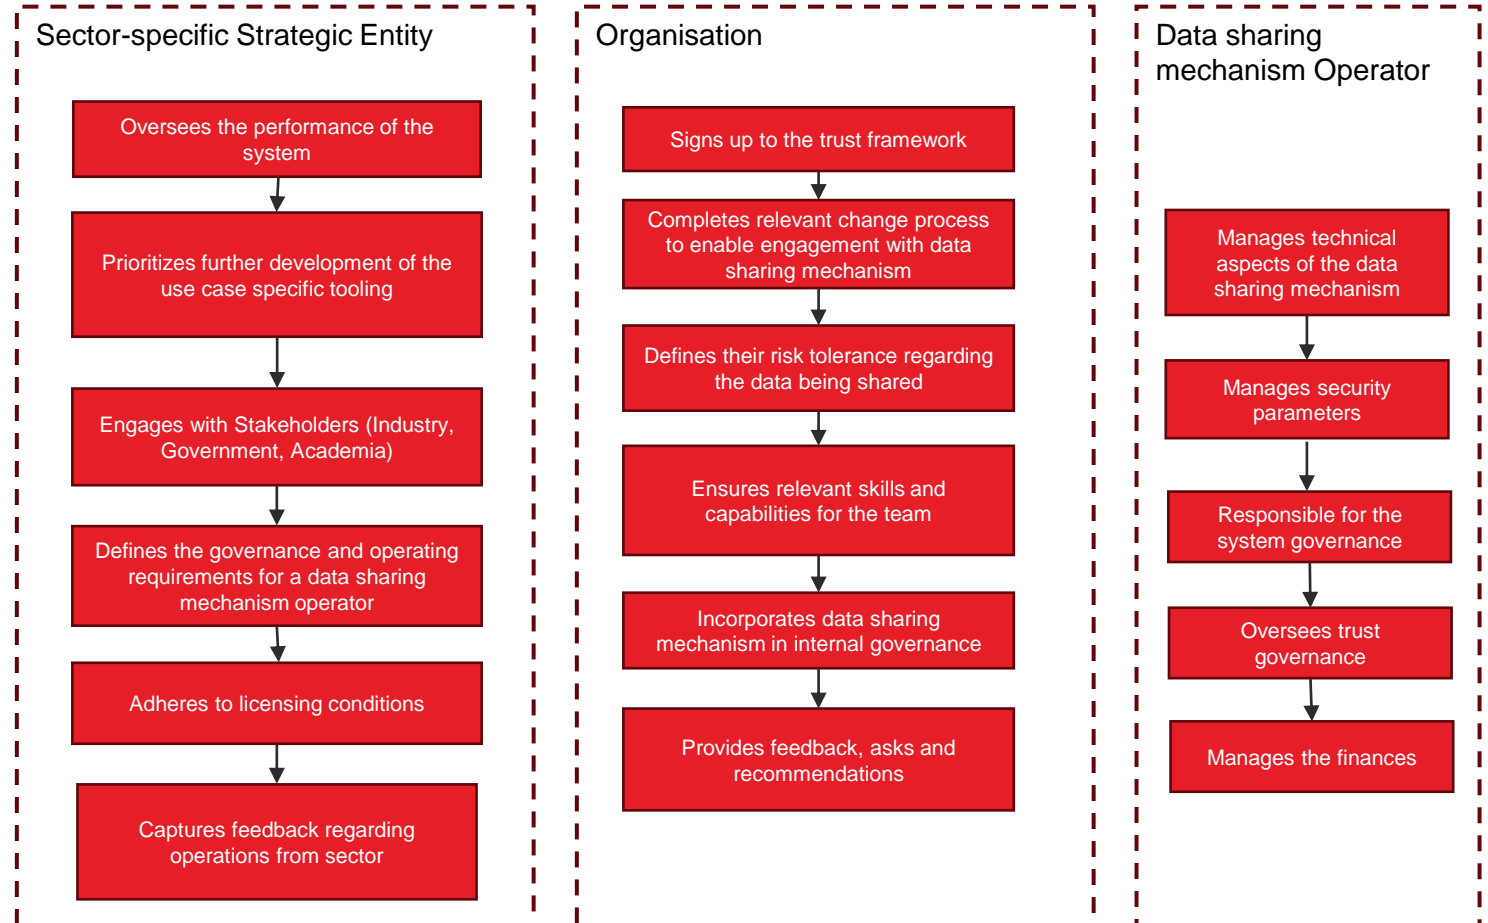 Sector-specific Strategic Entity
Oversees the performance of the
system
Prioritizes further development of the
use case specific tooling
Engages with Stakeholders (Industry,
Government, Academia)
Defines the governance and operating
requirements for a data sharing
mechanism operator
Adheres to licensing conditions
Captures feedback regarding
operations from sector
Organisation
Signs up to the trust framework
Completes relevant change process
to enable engagement with data
sharing mechanism
Defines their risk tolerance regarding
the data being shared
Ensures relevant skills and
capabilities for the team
Incorporates data sharing
mechanism in internal governance
Provides feedback, asks and
recommendations
Data sharing
mechanism Operator
Manages technical
aspects of the data
sharing mechanism
Manages security
parameters
Responsible for the
system governance
Oversees trust
governance
Manages the finances